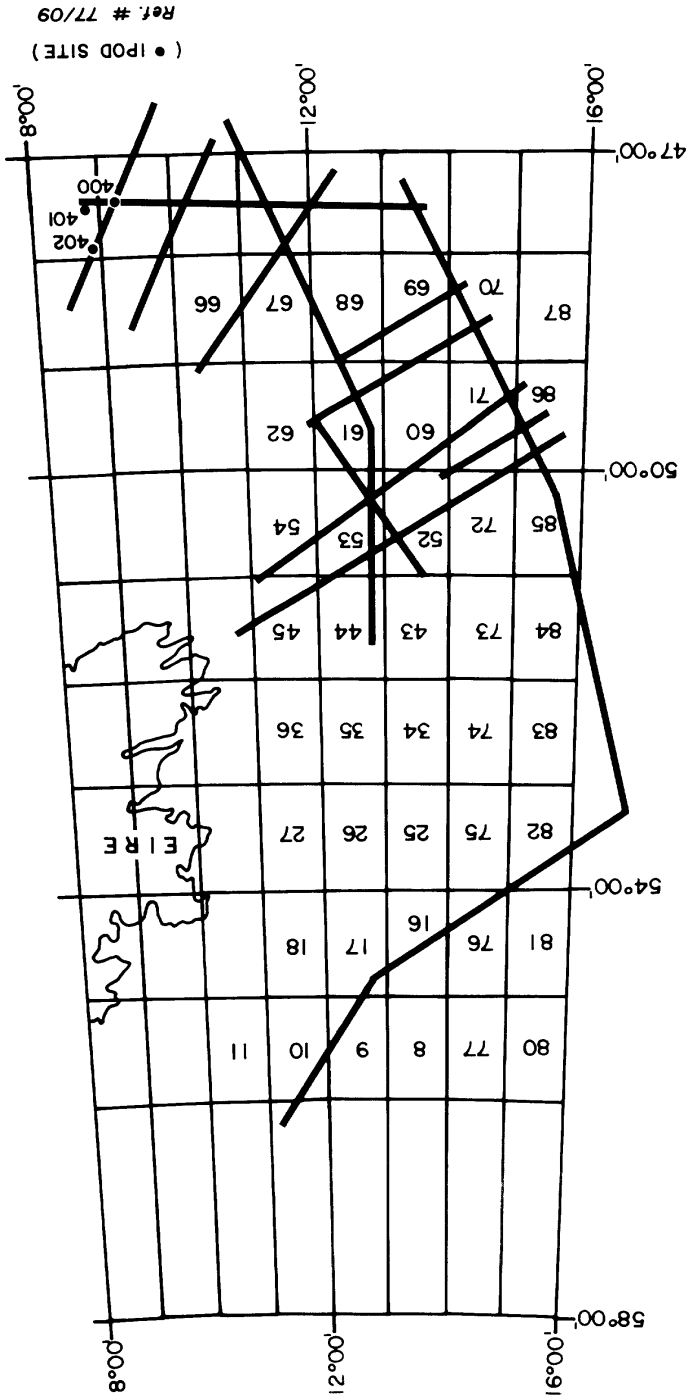 16°00' 12°00' 8°00'
58°00'
80 77 8 9 10 11
81 76 16 17 18
54°00'
82 75 25 26 27 EIRE
83 74 34 35 36
84 73 43 44 45
85 72 52 53 54
50°00'
86 71 60 61 62
87 70 69 68 67 66
402
401
400
47°00'
16°00' 12°00' 8°00'
(• IPOD SITE)
Ref. # 77/09